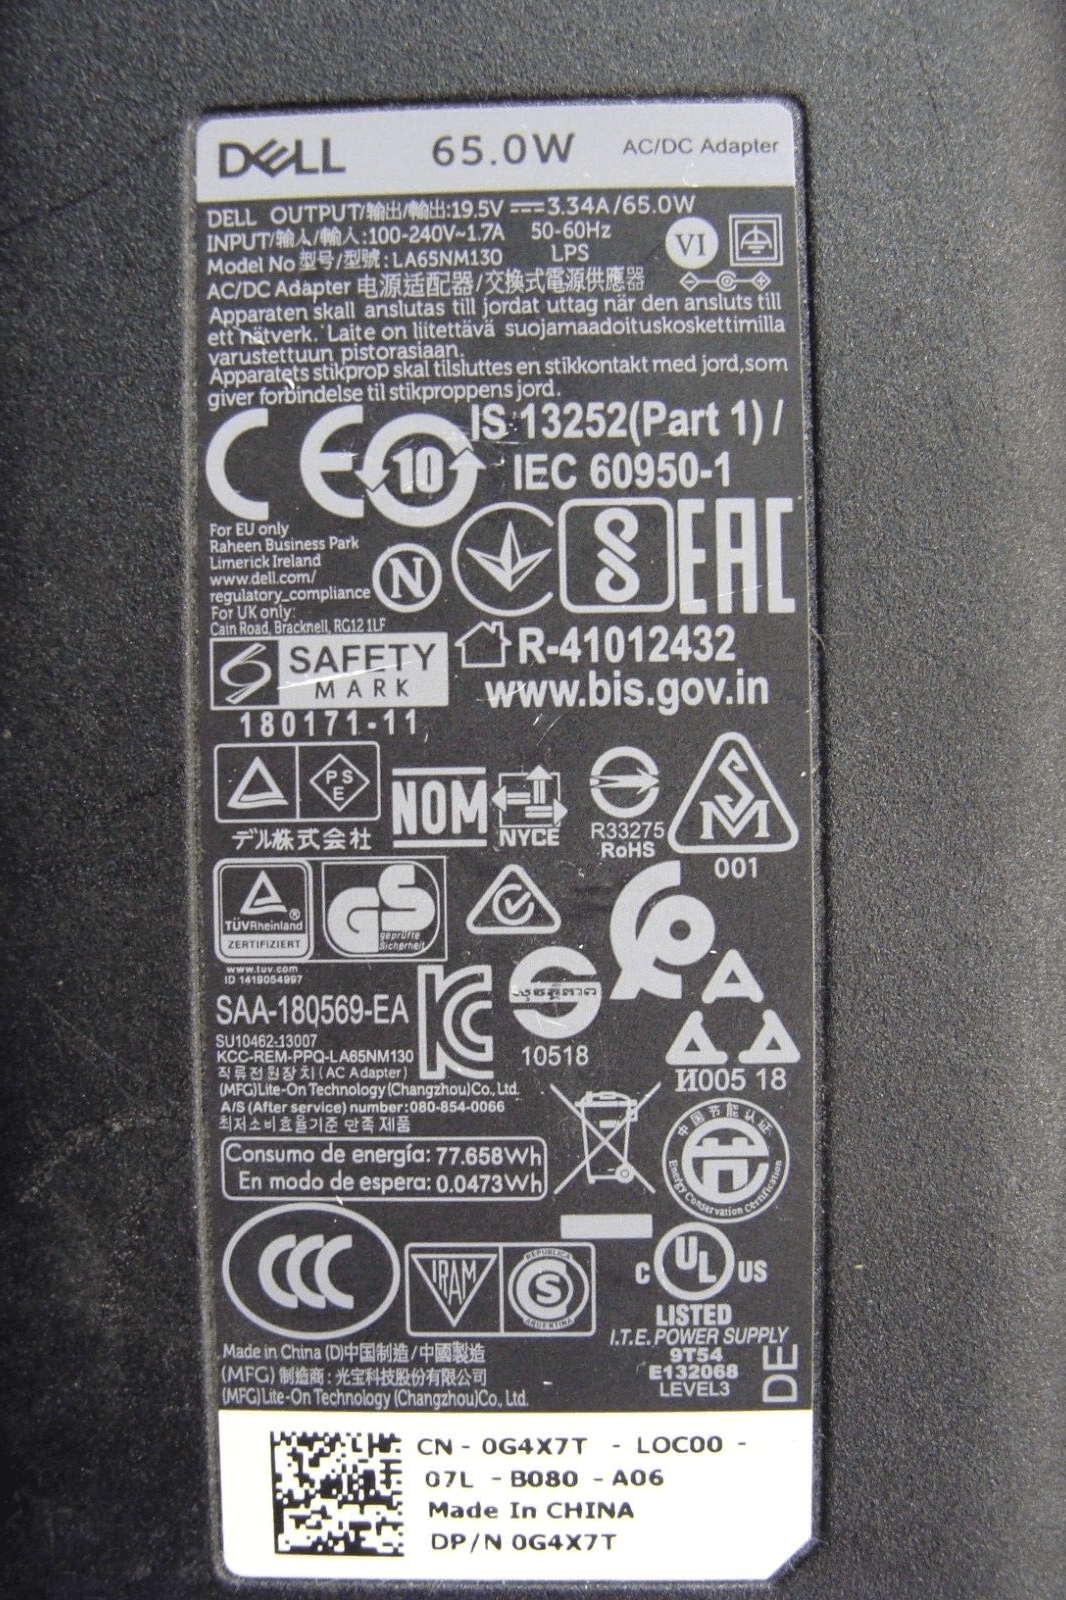 DELL 65.0W AC/DC Adapter
DELL OUTPUT/输出/輸出:19.5V ⎓3.34A/65.0W
INPUT/输入/輸入:100-240V~1.7A 50-60Hz
Model No 型号/型號: LA65NM130 LPS
VI
AC/DC Adapter 电源适配器/交換式電源供應器
Apparaten skall anslutas till jordat uttag när den ansluts till
ett nätverk. Laite on liitettävä suojamaadoituskoskettimilla
varustettuun pistorasiaan.
Apparatets stikprop skal tilsluttes en stikkontakt med jord,som
giver forbindelse til stikproppens jord.
CE 10 IS 13252(Part 1) /
IEC 60950-1
For EU only
Raheen Business Park
Limerick Ireland
www.dell.com/
regulatory_compliance
For UK only:
Cain Road, Bracknell, RG12 1LF
N
EAC
SAFETY
MARK
180171-11
R-41012432
www.bis.gov.in
PS
E
デル株式会社
NOM
NYCE
R33275
RoHS
001
TÜVRheinland
ZERTIFIZIERT
GS
geprüfte
Sicherheit
www.tuv.com
ID 1419054997
SAA-180569-EA
SU10462-13007
KCC-REM-PPQ-LA65NM130
직류전원장치(AC Adapter)
(MFG)Lite-On Technology(Changzhou)Co., Ltd.
A/S (After service) number:080-854-0066
최저소비효율기준 만족 제품
10518
И005 18
Consumo de energía: 77.658Wh
En modo de espera: 0.0473Wh
中国节能认证
Energy Conservation certification
CCC
IRAM
REPUBLICA
S
ARGENTINA
C UL US
LISTED
I.T.E. POWER SUPPLY
9T54
E132068
LEVEL3
DE
Made in China (D)中国制造/中國製造
(MFG) 制造商:光宝科技股份有限公司
(MFG)Lite-On Technology (Changzhou)Co., Ltd.
CN - 0G4X7T - LOC00 -
07L - B080 - A06
Made In CHINA
DP/N 0G4X7T